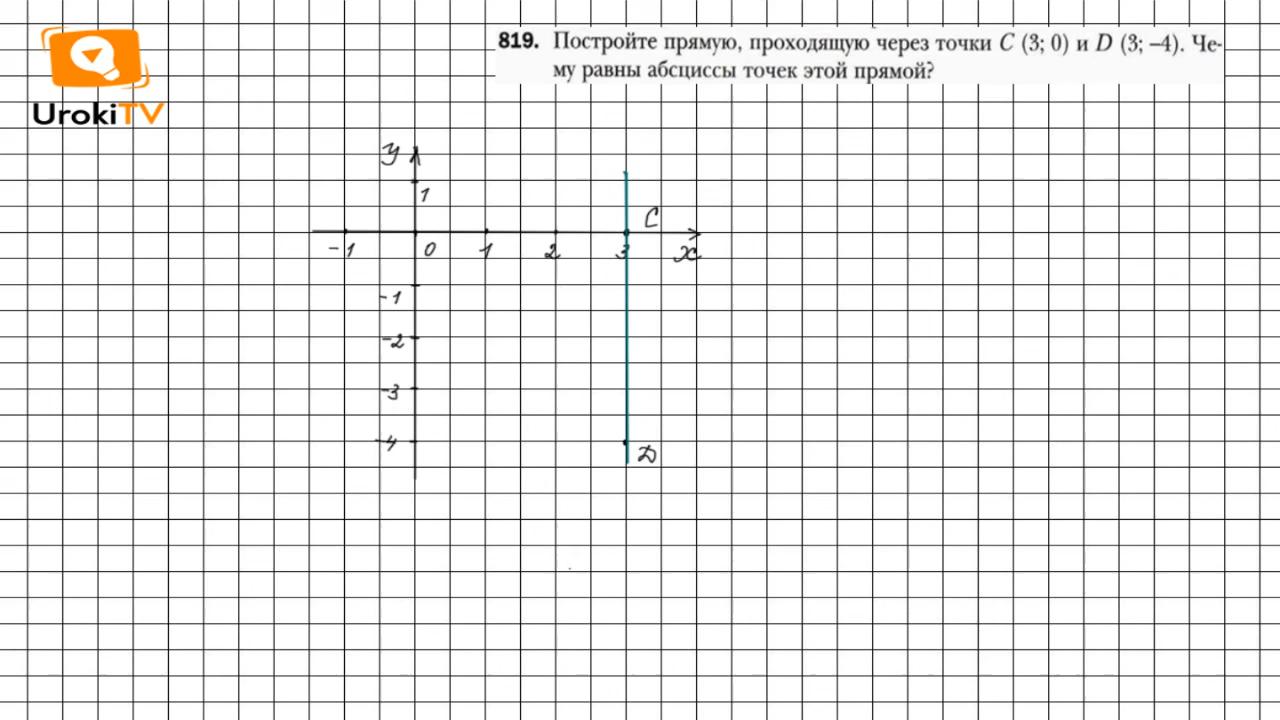 UrokiTV
819. Постройте прямую, проходящую через точки C (3; 0) и D (3; –4). Че-
му равны абсциссы точек этой прямой?
y
1
C
-1 0 1 2 3 x
-1
-2
-3
-4
D